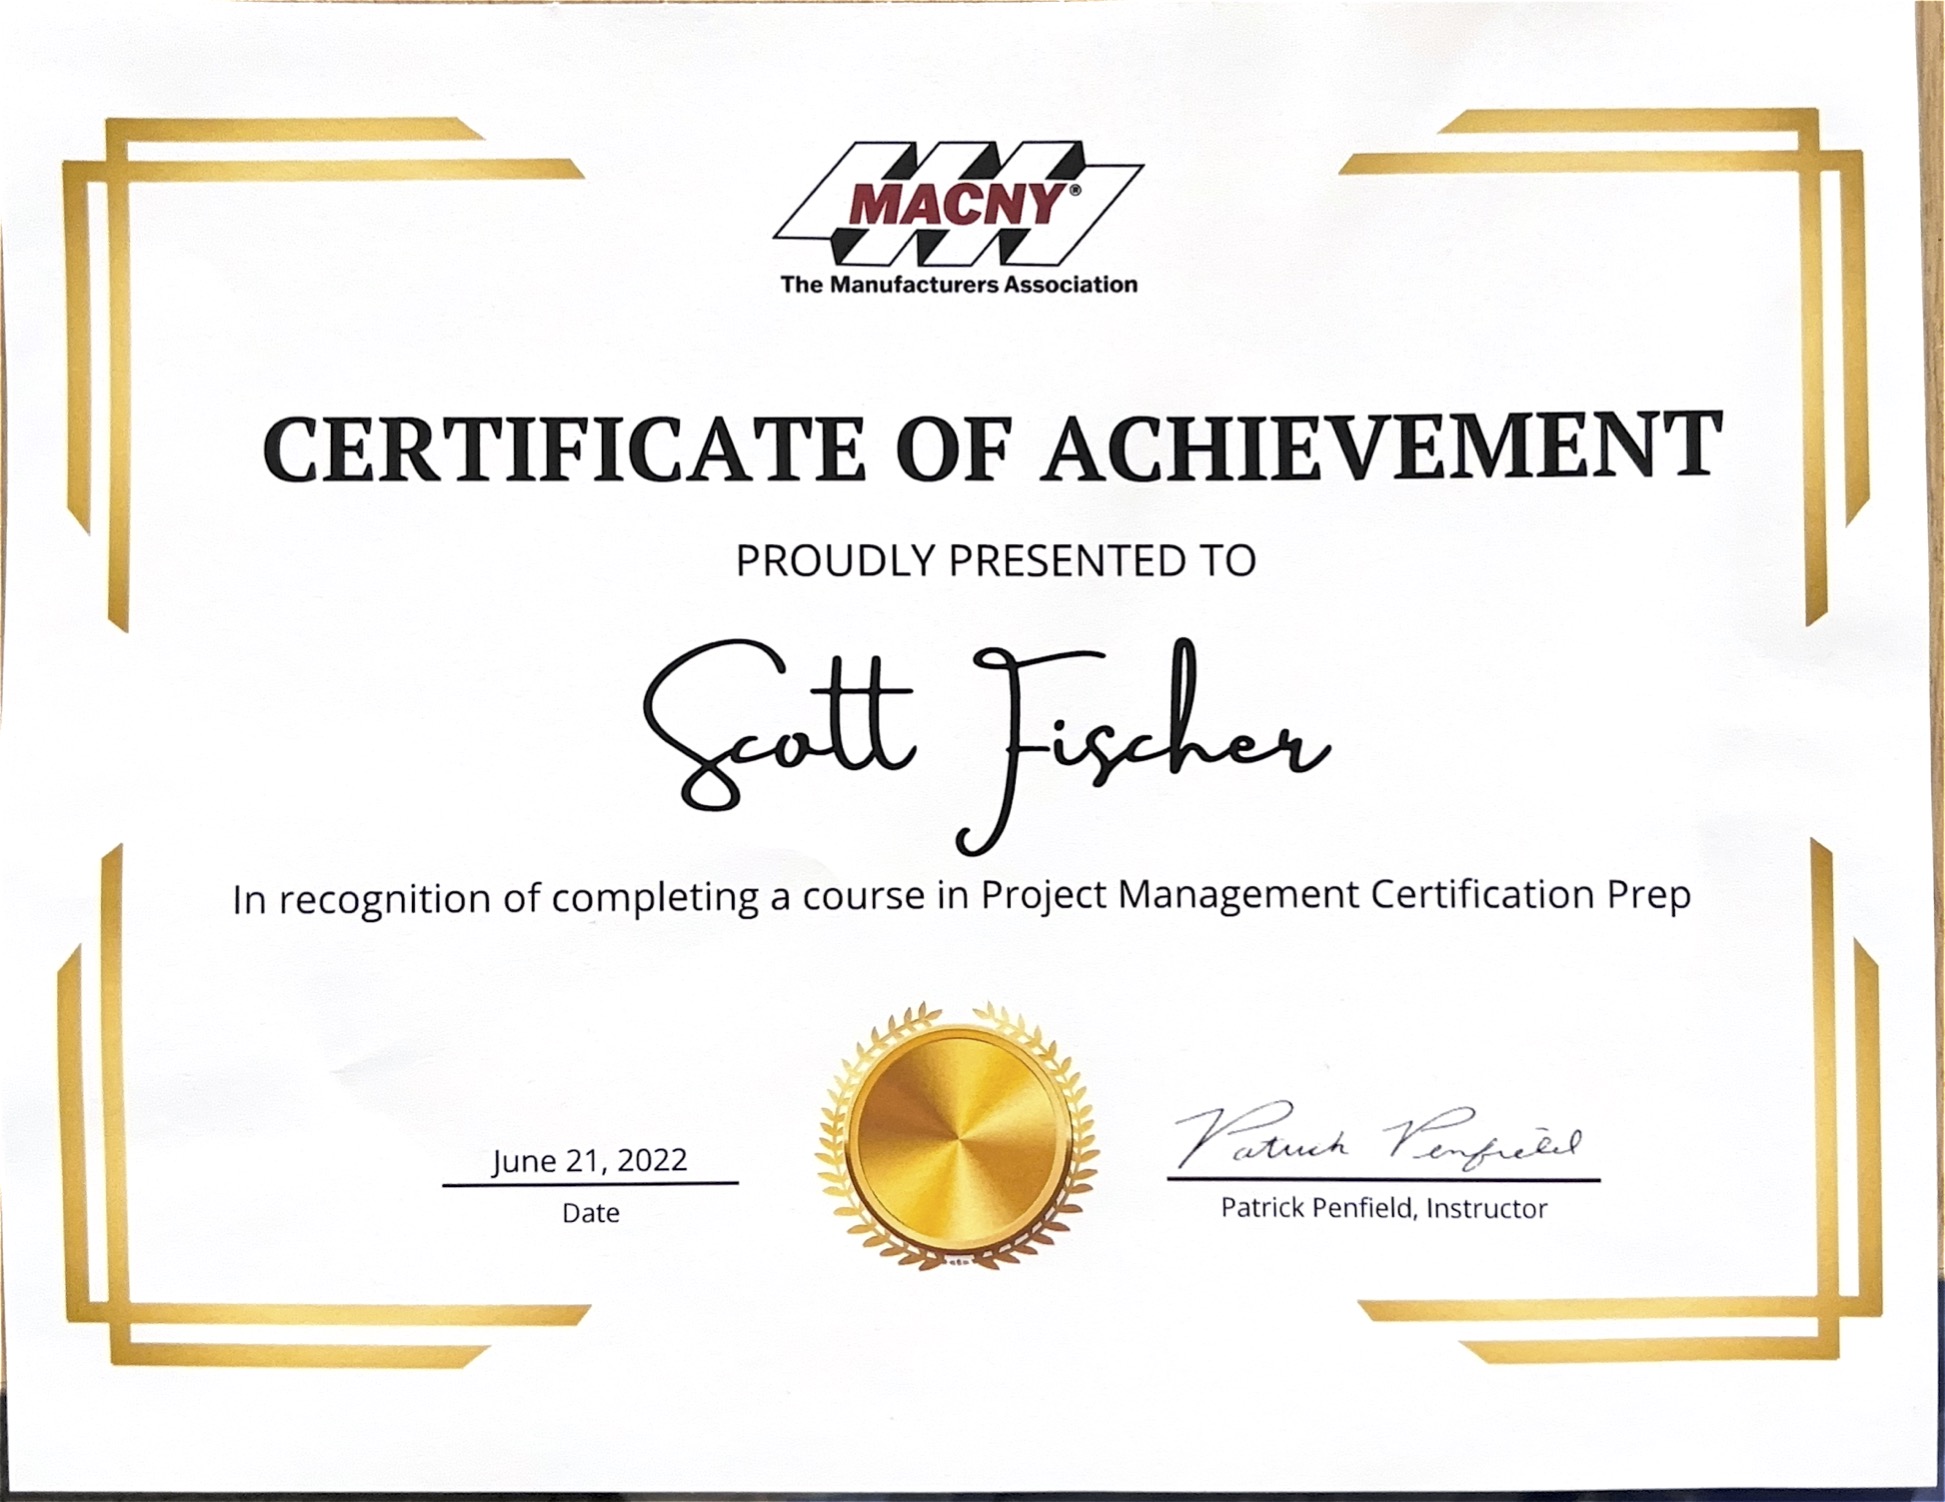 MACNY®
The Manufacturers Association
CERTIFICATE OF ACHIEVEMENT
PROUDLY PRESENTED TO
Scott Fischer
In recognition of completing a course in Project Management Certification Prep
June 21, 2022
Date
Patrick Penfield
Patrick Penfield, Instructor